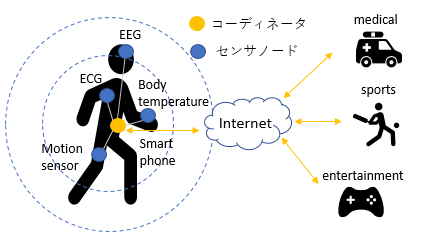 EEG
コーディネータ
センサノード
ECG
Body
temperature
Motion
sensor
Smart
phone
Internet
medical
sports
entertainment